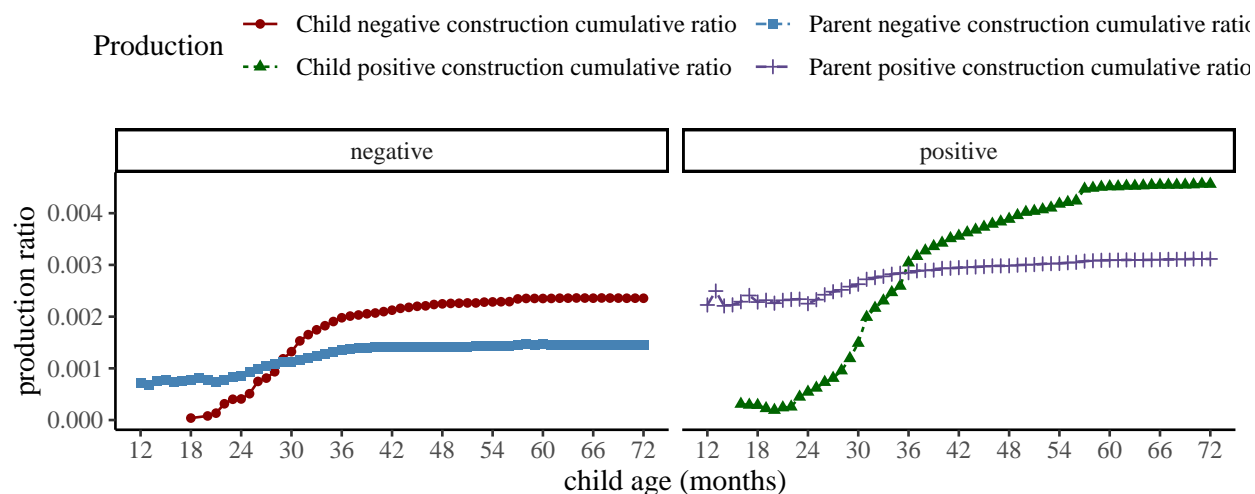 Production
Child negative construction cumulative ratio
Parent negative construction cumulative ratio
Child positive construction cumulative ratio
Parent positive construction cumulative ratio
negative
positive
production ratio
0.004
0.003
0.002
0.001
0.000
12 18 24 30 36 42 48 54 60 66 72
12 18 24 30 36 42 48 54 60 66 72
child age (months)